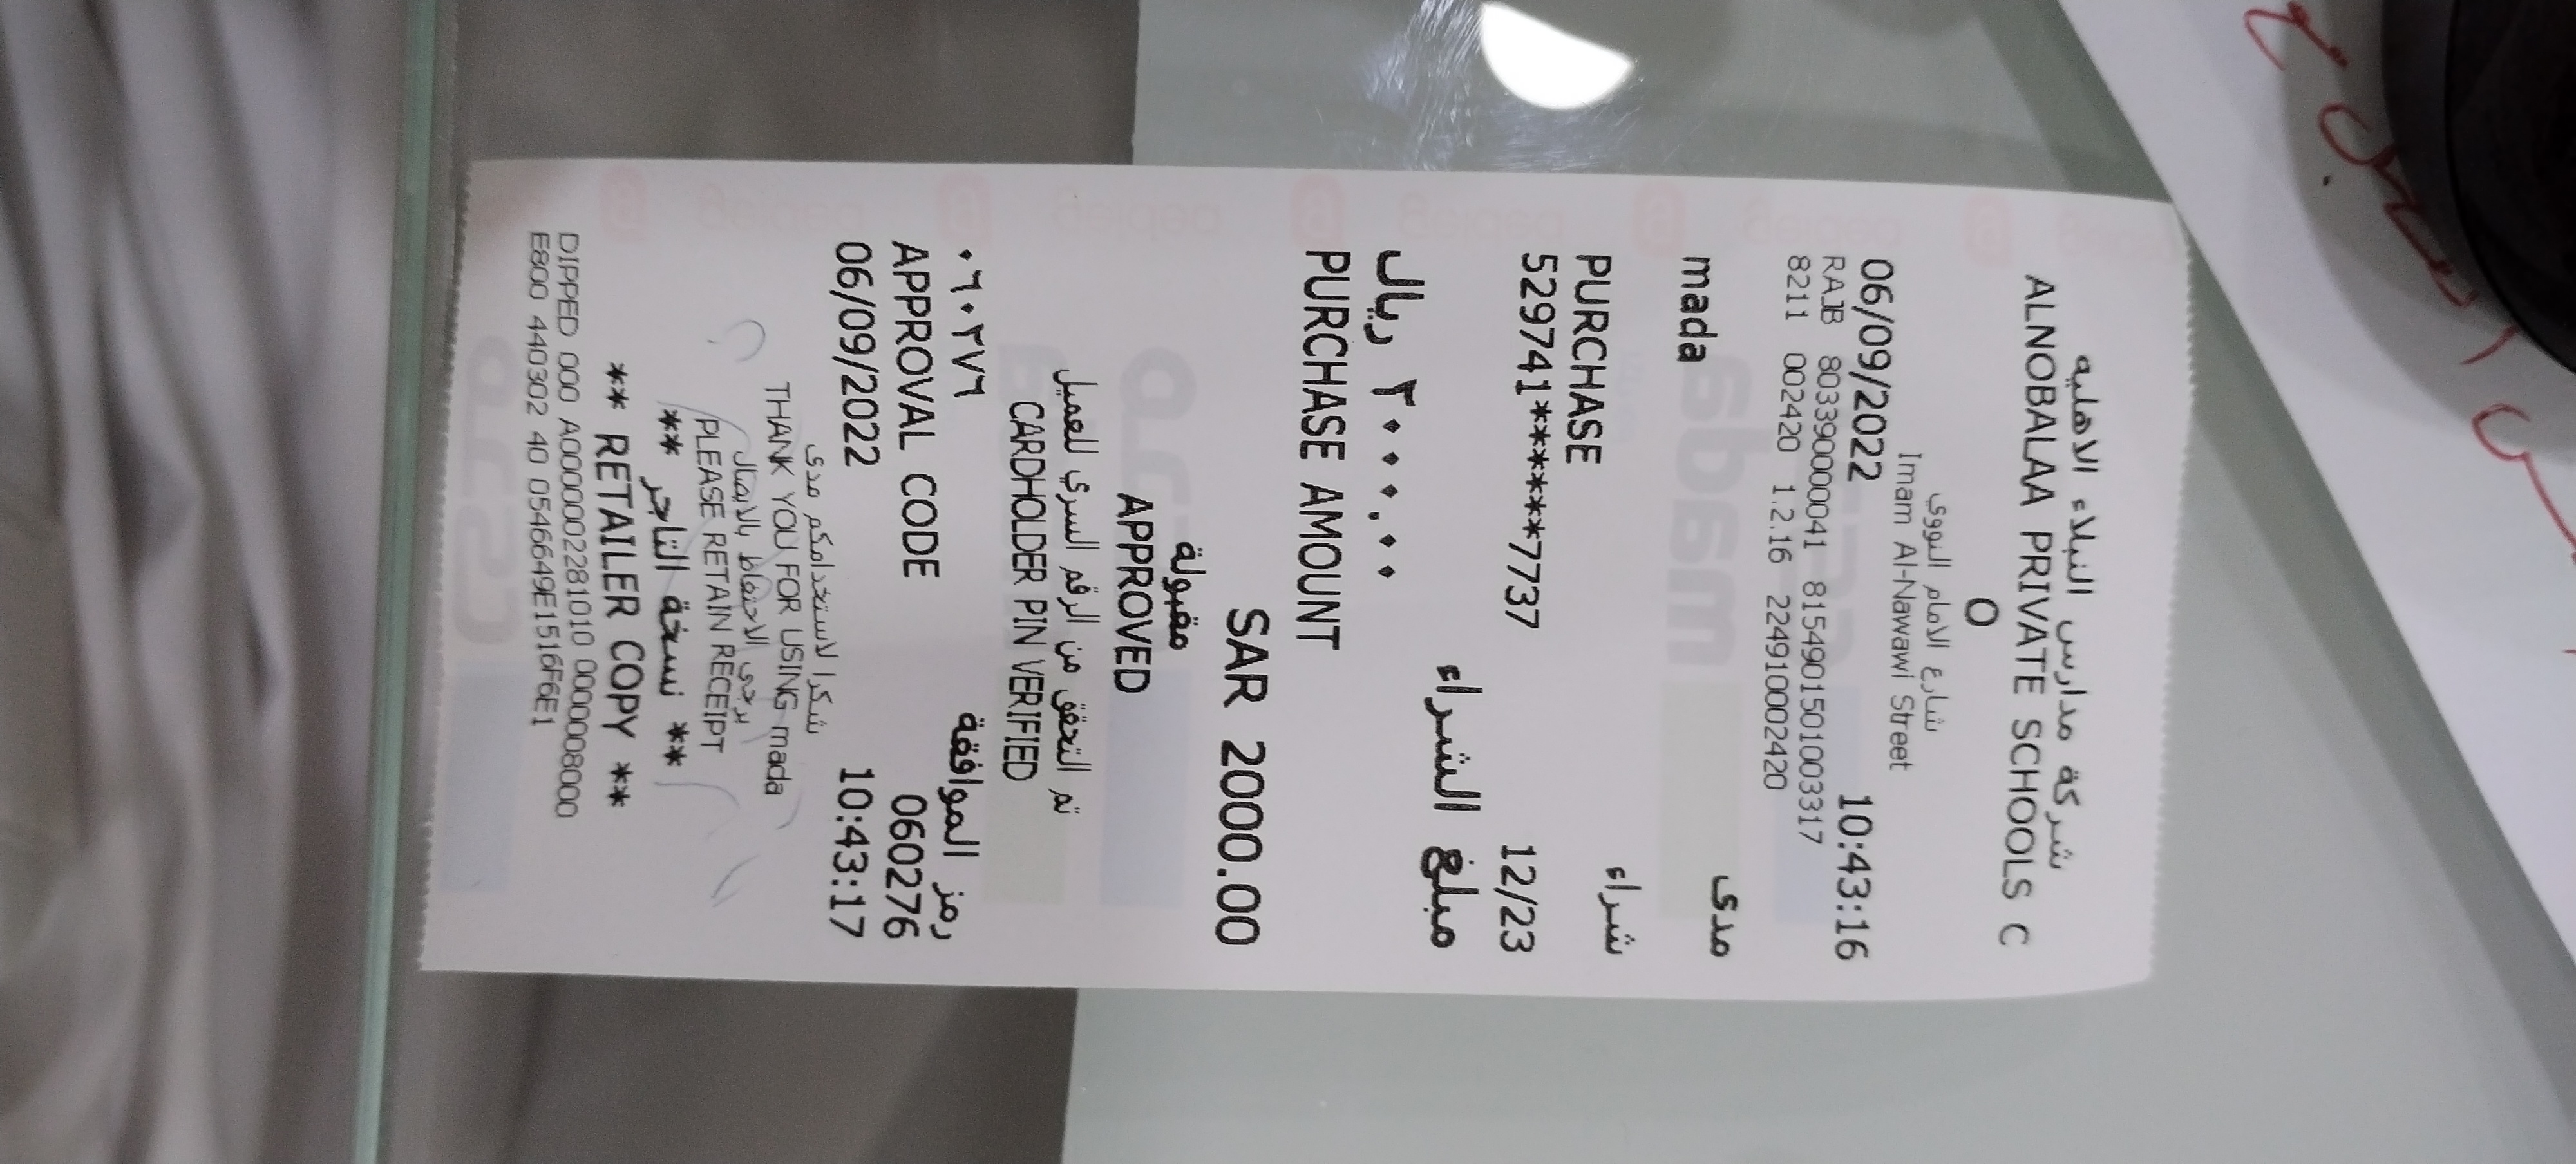 شركة مدارس النبلاء الاهليه
ALNOBALAA PRIVATE SCHOOLS C
O
شارع الامام النووي
Imam Al-Nawawi Street
06/09/2022 10:43:16
RAJB 8033900000041 8154901501003317
8211 002420 1.2.16 224910002420
mada مدى
شراء
PURCHASE
529741******7737 12/23
مبلغ الشراء ٢٠٠٠.٠٠ ريال
PURCHASE AMOUNT
SAR 2000.00
مقبولة
APPROVED
تم التحقق من الرقم السري للعميل
CARDHOLDER PIN VERIFIED
رمز الموافقة ٠٦٠٢٧٦
APPROVAL CODE 060276
06/09/2022 10:43:17
شكرا لاستخدامكم مدى
THANK YOU FOR USING mada
يرجى الاحتفاظ بالايصال
PLEASE RETAIN RECEIPT
** نسخة التاجر **
** RETAILER COPY **
DIPPED 000 A0000002281010 0000008000
E800 440302 40 0546649E1516F6E1